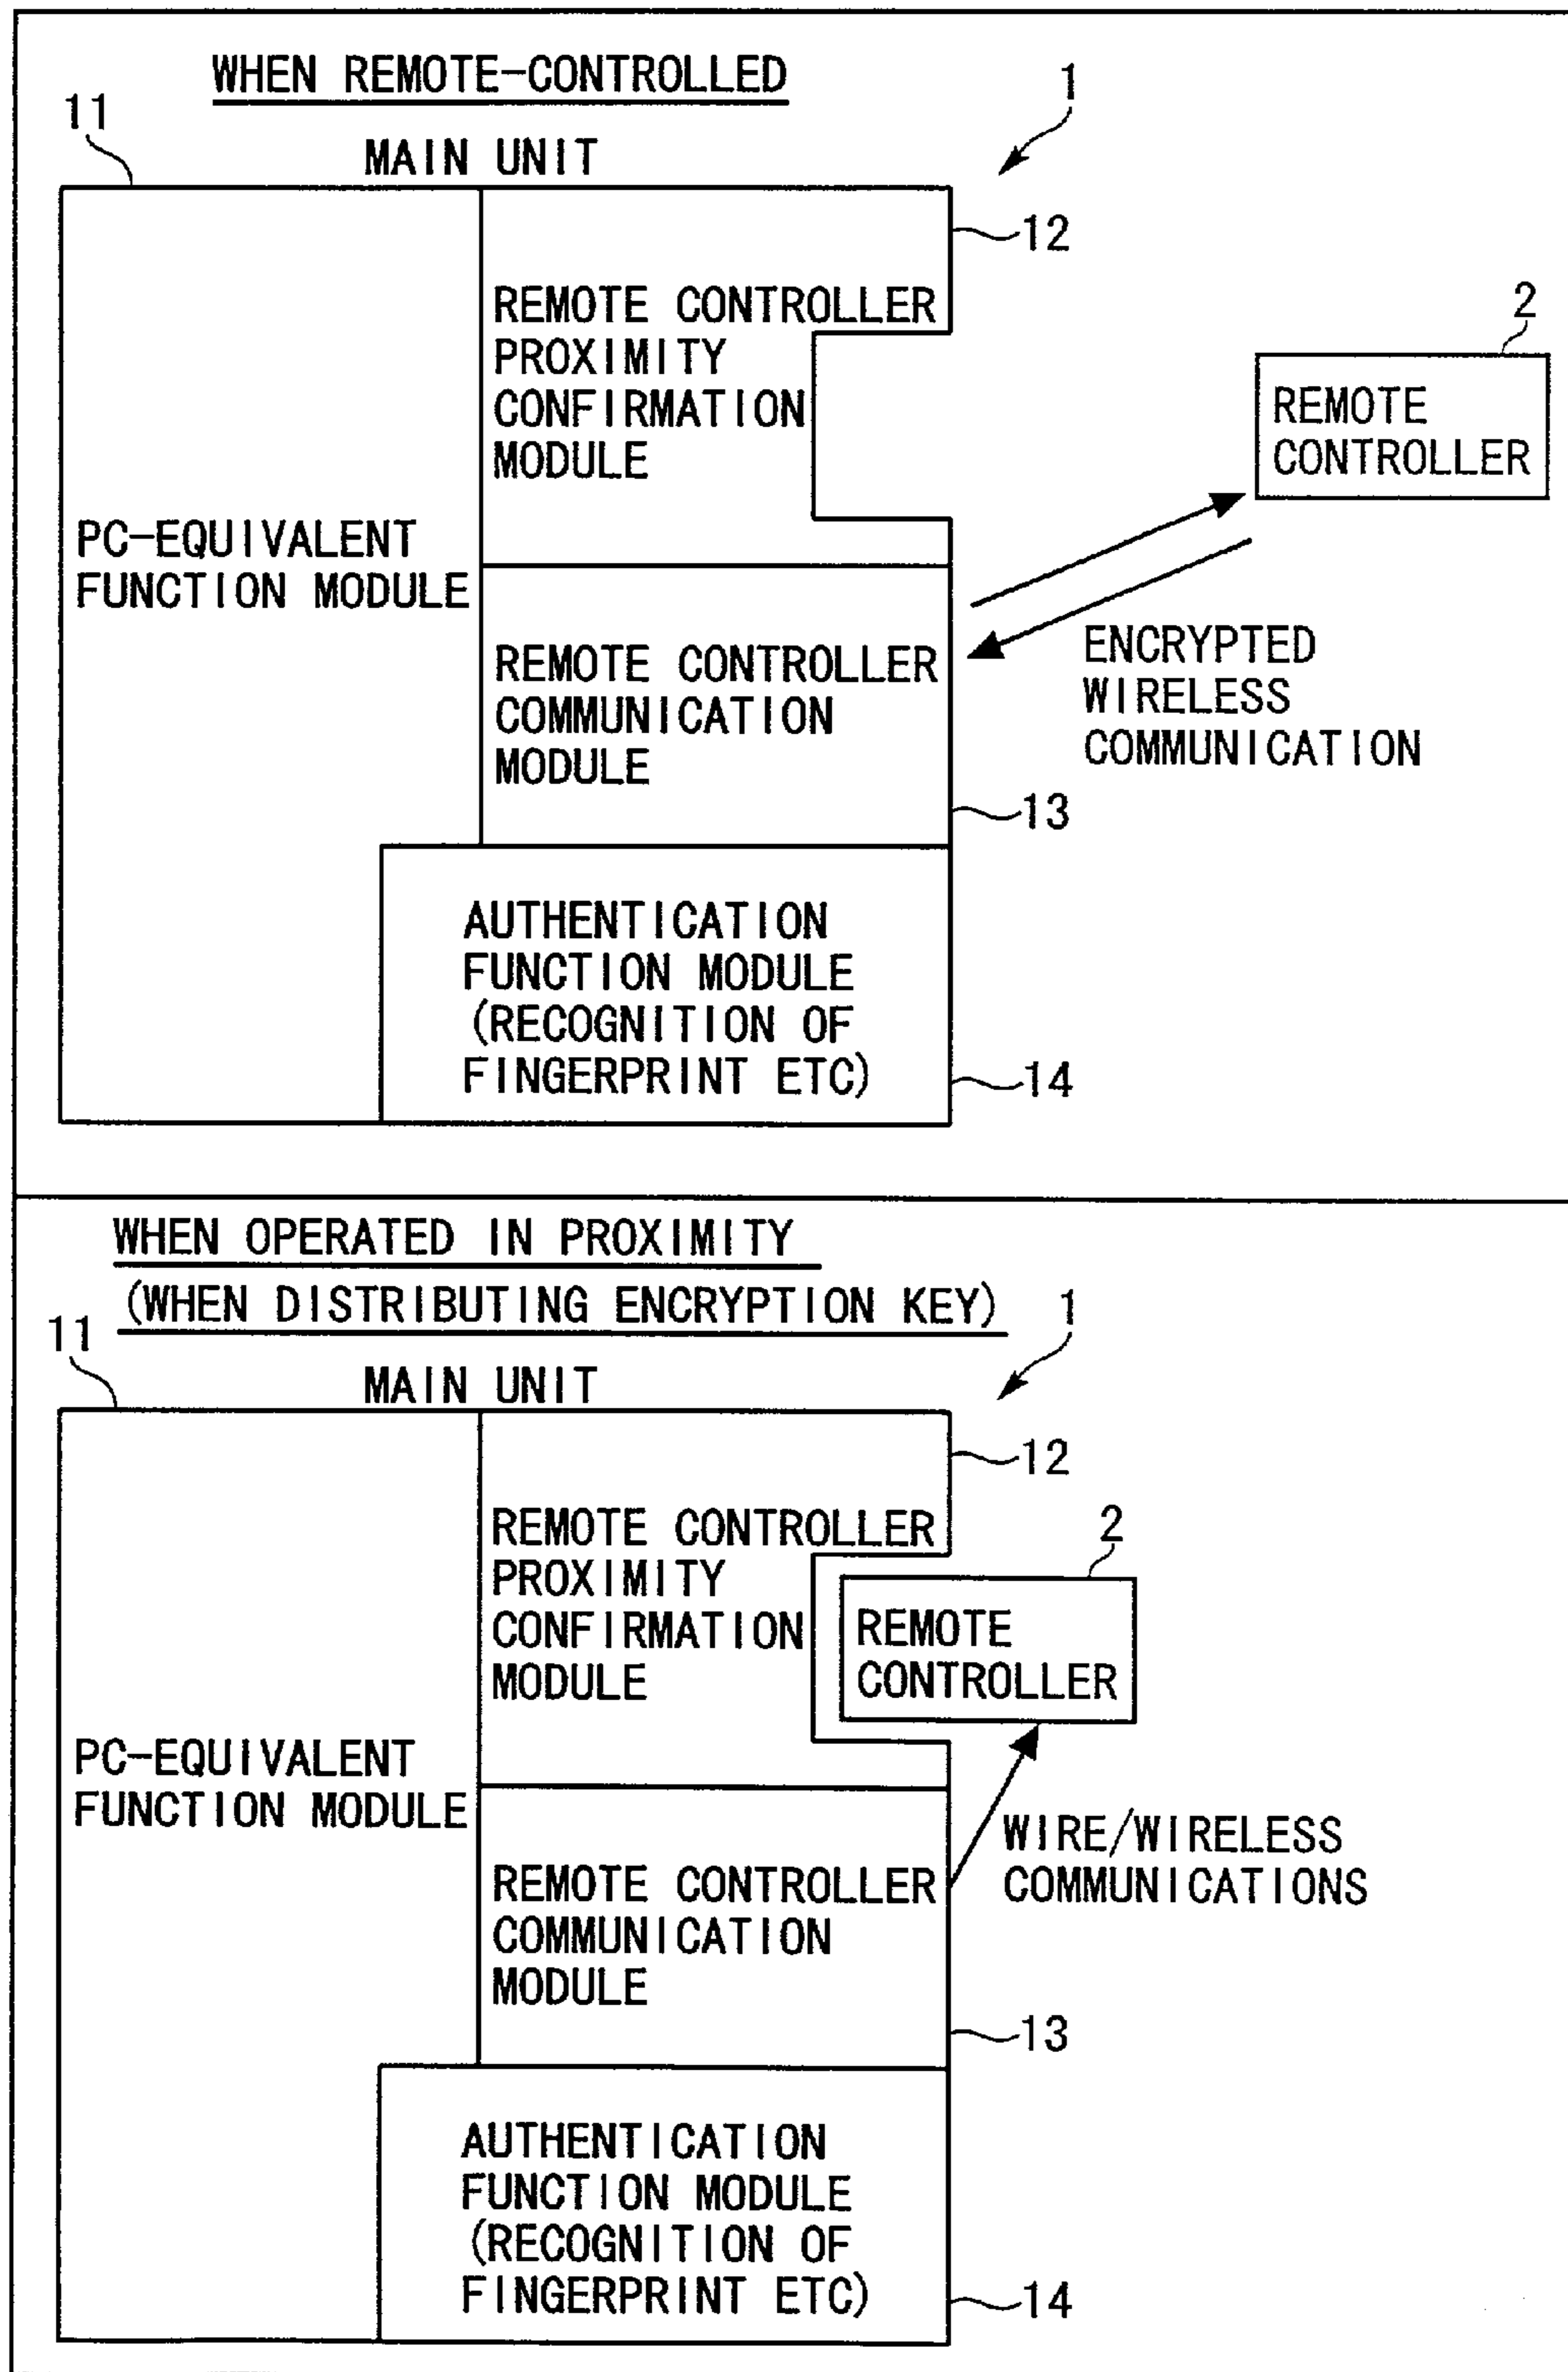 WHEN REMOTE-CONTROLLED
1
11
MAIN UNIT
12
REMOTE CONTROLLER
PROXIMITY
CONFIRMATION
MODULE
2
REMOTE
CONTROLLER
PC-EQUIVALENT
FUNCTION MODULE
ENCRYPTED
WIRELESS
COMMUNICATION
REMOTE CONTROLLER
COMMUNICATION
MODULE
13
AUTHENTICATION
FUNCTION MODULE
(RECOGNITION OF
FINGERPRINT ETC)
14
WHEN OPERATED IN PROXIMITY
(WHEN DISTRIBUTING ENCRYPTION KEY)
1
11
MAIN UNIT
12
REMOTE CONTROLLER
PROXIMITY
CONFIRMATION
MODULE
2
REMOTE
CONTROLLER
PC-EQUIVALENT
FUNCTION MODULE
WIRE/WIRELESS
COMMUNICATIONS
REMOTE CONTROLLER
COMMUNICATION
MODULE
13
AUTHENTICATION
FUNCTION MODULE
(RECOGNITION OF
FINGERPRINT ETC)
14